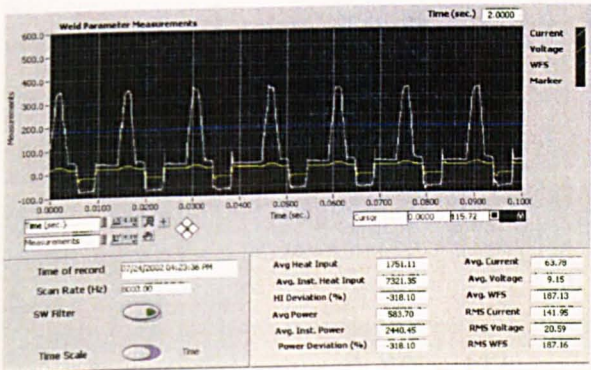 Time (sec.) 2.0000
Weld Parameter Measurements
Current
Voltage
WFS
Marker
600.0
500.0
400.0
300.0
200.0
100.0
0.0
-100.0
Measurements
0.0000 0.0100 0.0200 0.0300 0.0400 0.0500 0.0600 0.0700 0.0800 0.0900 0.1000
Time (sec.)
Time (sec.)
Measurements
Cursor 0.0000 415.72
Time of record 07/24/2002 04:23:36 PM
Scan Rate (Hz) 8000.00
SW Filter
Time Scale Time
Avg Heat Input 1751.11
Avg. Inst. Heat Input 7321.35
HI Deviation (%) -318.10
Avg Power 583.70
Avg. Inst. Power 2440.45
Power Deviation (%) -318.10
Avg. Current 63.78
Avg. Voltage 9.15
Avg. WFS 187.13
RMS Current 141.95
RMS Voltage 20.59
RMS WFS 187.16